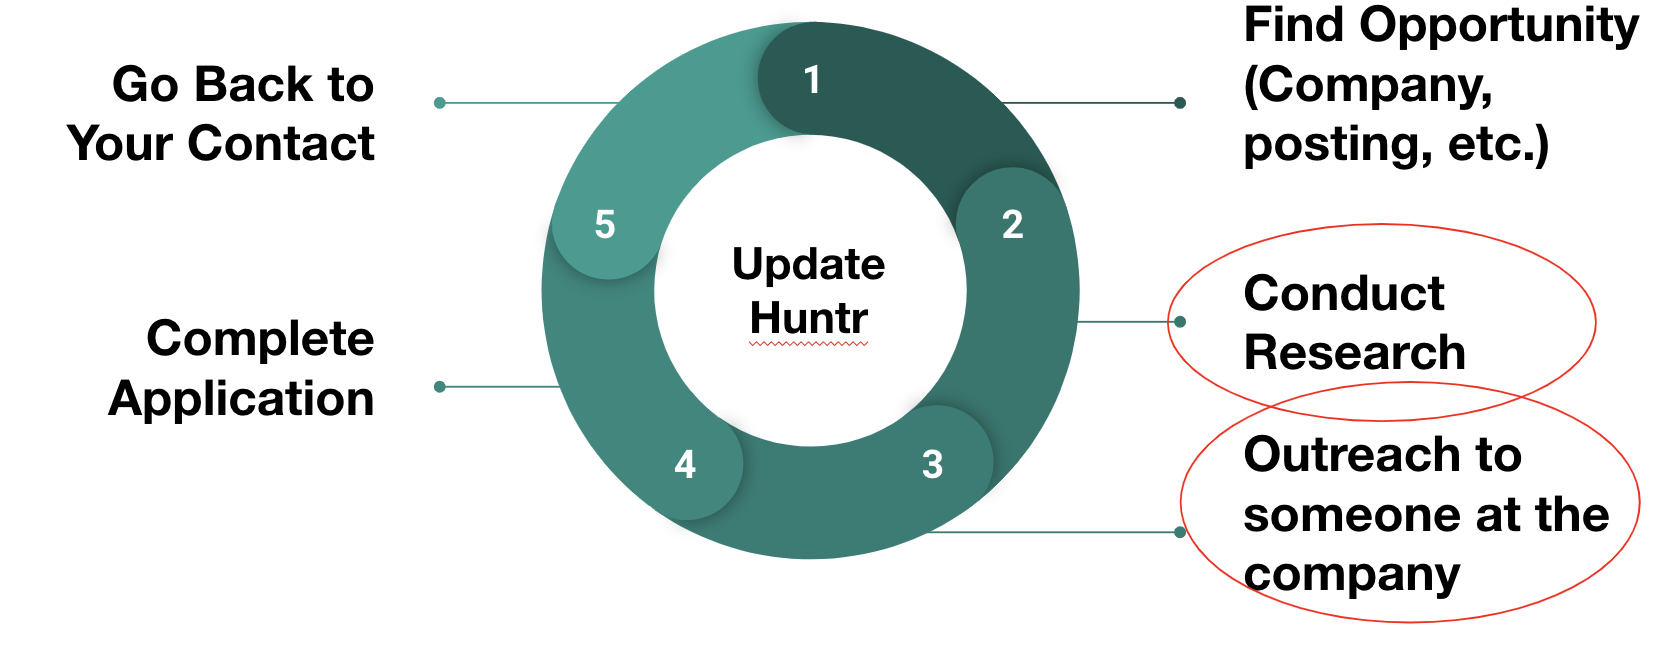 1
Find Opportunity
(Company,
posting, etc.)
2
Conduct
Research
3
Outreach to
someone at the
company
4
Complete
Application
5
Go Back to
Your Contact
Update
Huntr